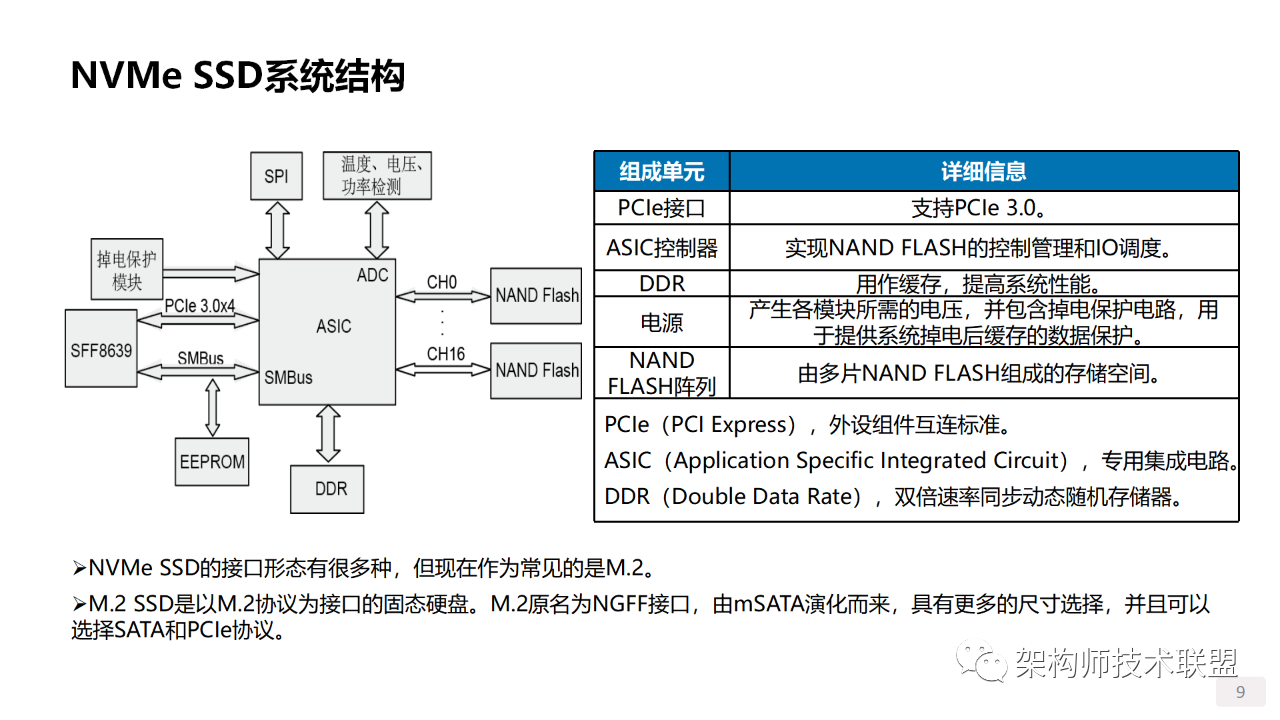 NVMe SSD系统结构
SPI
温度、电压、
功率检测
掉电保护
模块
ADC
PCIe 3.0x4
ASIC
SFF8639
SMBus
SMBus
CH0
NAND Flash
CH16
NAND Flash
EEPROM
DDR
组成单元 详细信息
PCIe接口 支持PCIe 3.0。
ASIC控制器 实现NAND FLASH的控制管理和IO调度。
DDR 用作缓存，提高系统性能。
电源 产生各模块所需的电压，并包含掉电保护电路，用
于提供系统掉电后缓存的数据保护。
NAND
FLASH阵列 由多片NAND FLASH组成的存储空间。
PCIe（PCI Express），外设组件互连标准。
ASIC（Application Specific Integrated Circuit），专用集成电路。
DDR（Double Data Rate），双倍速率同步动态随机存储器。
➢NVMe SSD的接口形态有很多种，但现在作为常见的是M.2。
➢M.2 SSD是以M.2协议为接口的固态硬盘。M.2原名为NGFF接口，由mSATA演化而来，具有更多的尺寸选择，并且可以
选择SATA和PCIe协议。
架构师技术联盟
9